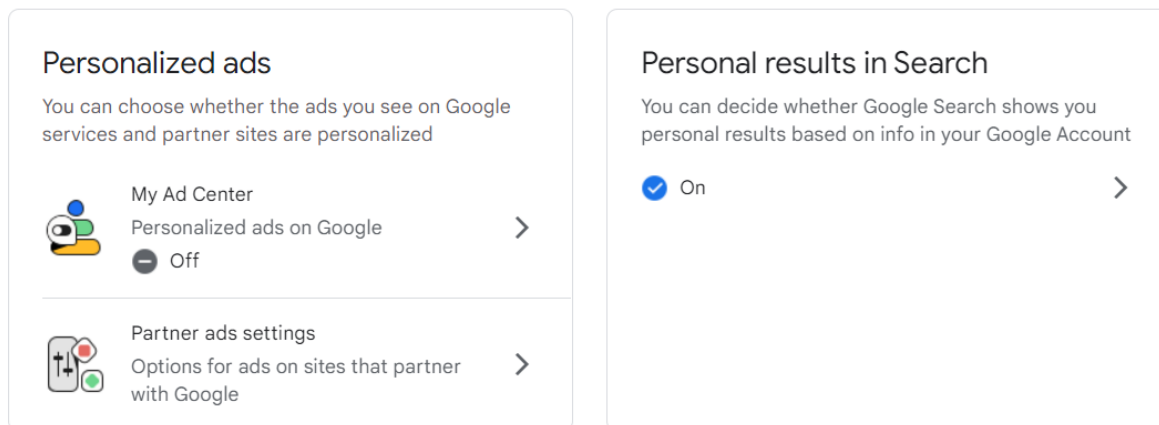 Personalized ads
You can choose whether the ads you see on Google
services and partner sites are personalized
My Ad Center
Personalized ads on Google
Off
Partner ads settings
Options for ads on sites that partner
with Google
Personal results in Search
You can decide whether Google Search shows you
personal results based on info in your Google Account
On